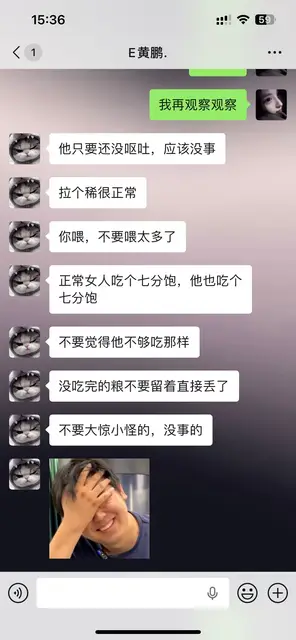 15:36
59
1
E黄鹏.
我再观察观察
他只要还没呕吐，应该没事
拉个稀很正常
你喂，不要喂太多了
正常女人吃个七分饱，他也吃个
七分饱
不要觉得他不够吃那样
没吃完的粮不要留着直接丢了
不要大惊小怪的，没事的